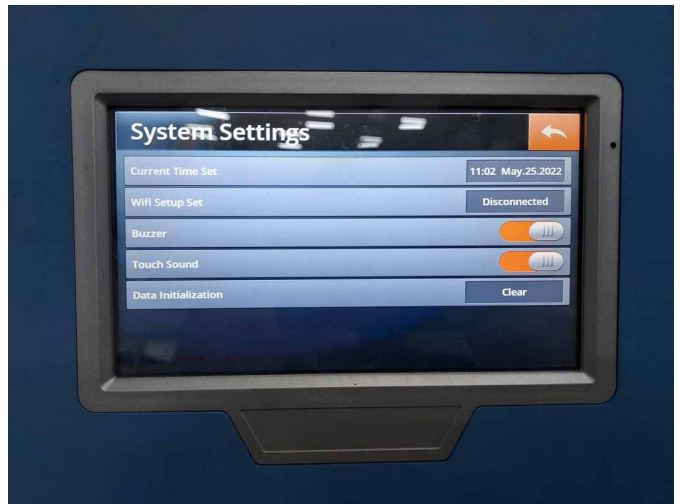 System Settings
Current Time Set 11:02 May.25.2022
Wifi Setup Set Disconnected
Buzzer
Touch Sound
Data Initialization Clear